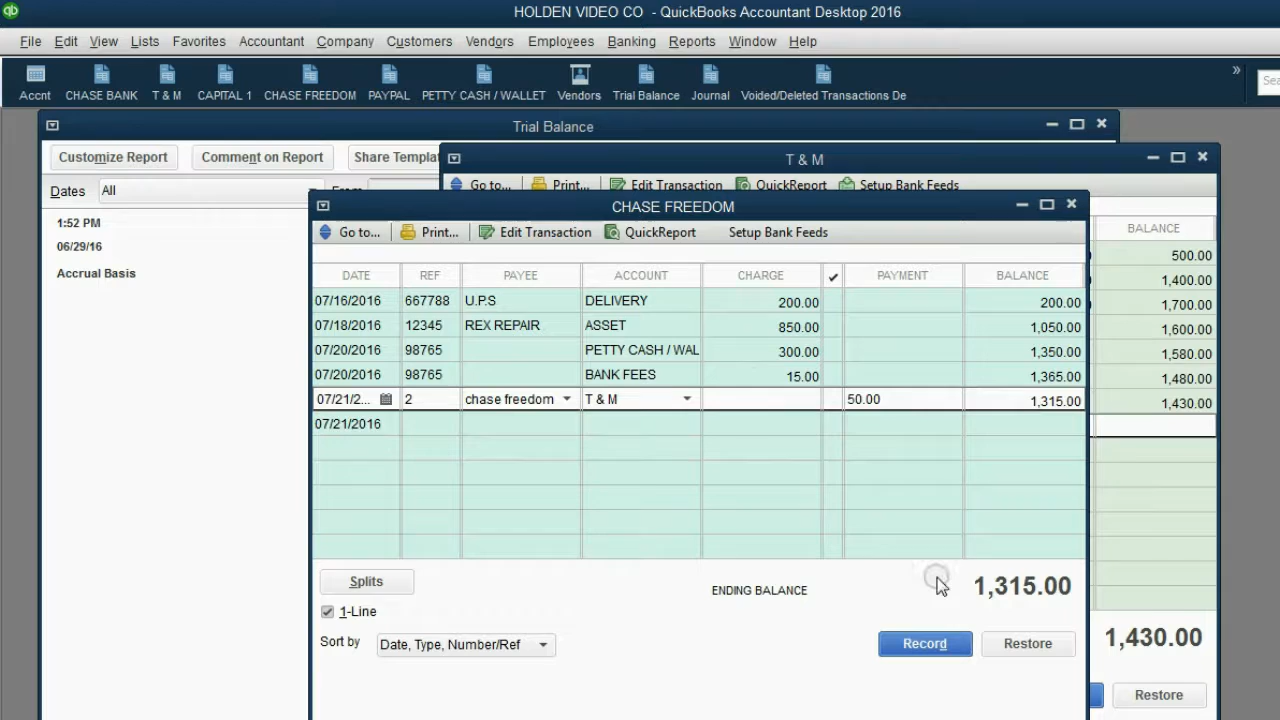 HOLDEN VIDEO CO - QuickBooks Accountant Desktop 2016
File Edit View Lists Favorites Accountant Company Customers Vendors Employees Banking Reports Window Help
Accnt CHASE BANK T & M CAPITAL 1 CHASE FREEDOM PAYPAL PETTY CASH / WALLET Vendors Trial Balance Journal Voided/Deleted Transactions De
Trial Balance
Customize Report Comment on Report Share Templa
Dates All From
1:52 PM
06/29/16
Accrual Basis
T & M
Go to... Print... Edit Transaction QuickReport Setup Bank Feeds
BALANCE
500.00
1,400.00
1,700.00
1,600.00
1,580.00
1,480.00
1,430.00
1,430.00
Restore
CHASE FREEDOM
Go to... Print... Edit Transaction QuickReport Setup Bank Feeds
DATE REF PAYEE ACCOUNT CHARGE ✓ PAYMENT BALANCE
07/16/2016 667788 U.P.S DELIVERY 200.00 200.00
07/18/2016 12345 REX REPAIR ASSET 850.00 1,050.00
07/20/2016 98765 PETTY CASH / WAL 300.00 1,350.00
07/20/2016 98765 BANK FEES 15.00 1,365.00
07/21/2... 2 chase freedom T & M 50.00 1,315.00
07/21/2016
Splits
ENDING BALANCE 1,315.00
1-Line
Sort by Date, Type, Number/Ref
Record Restore